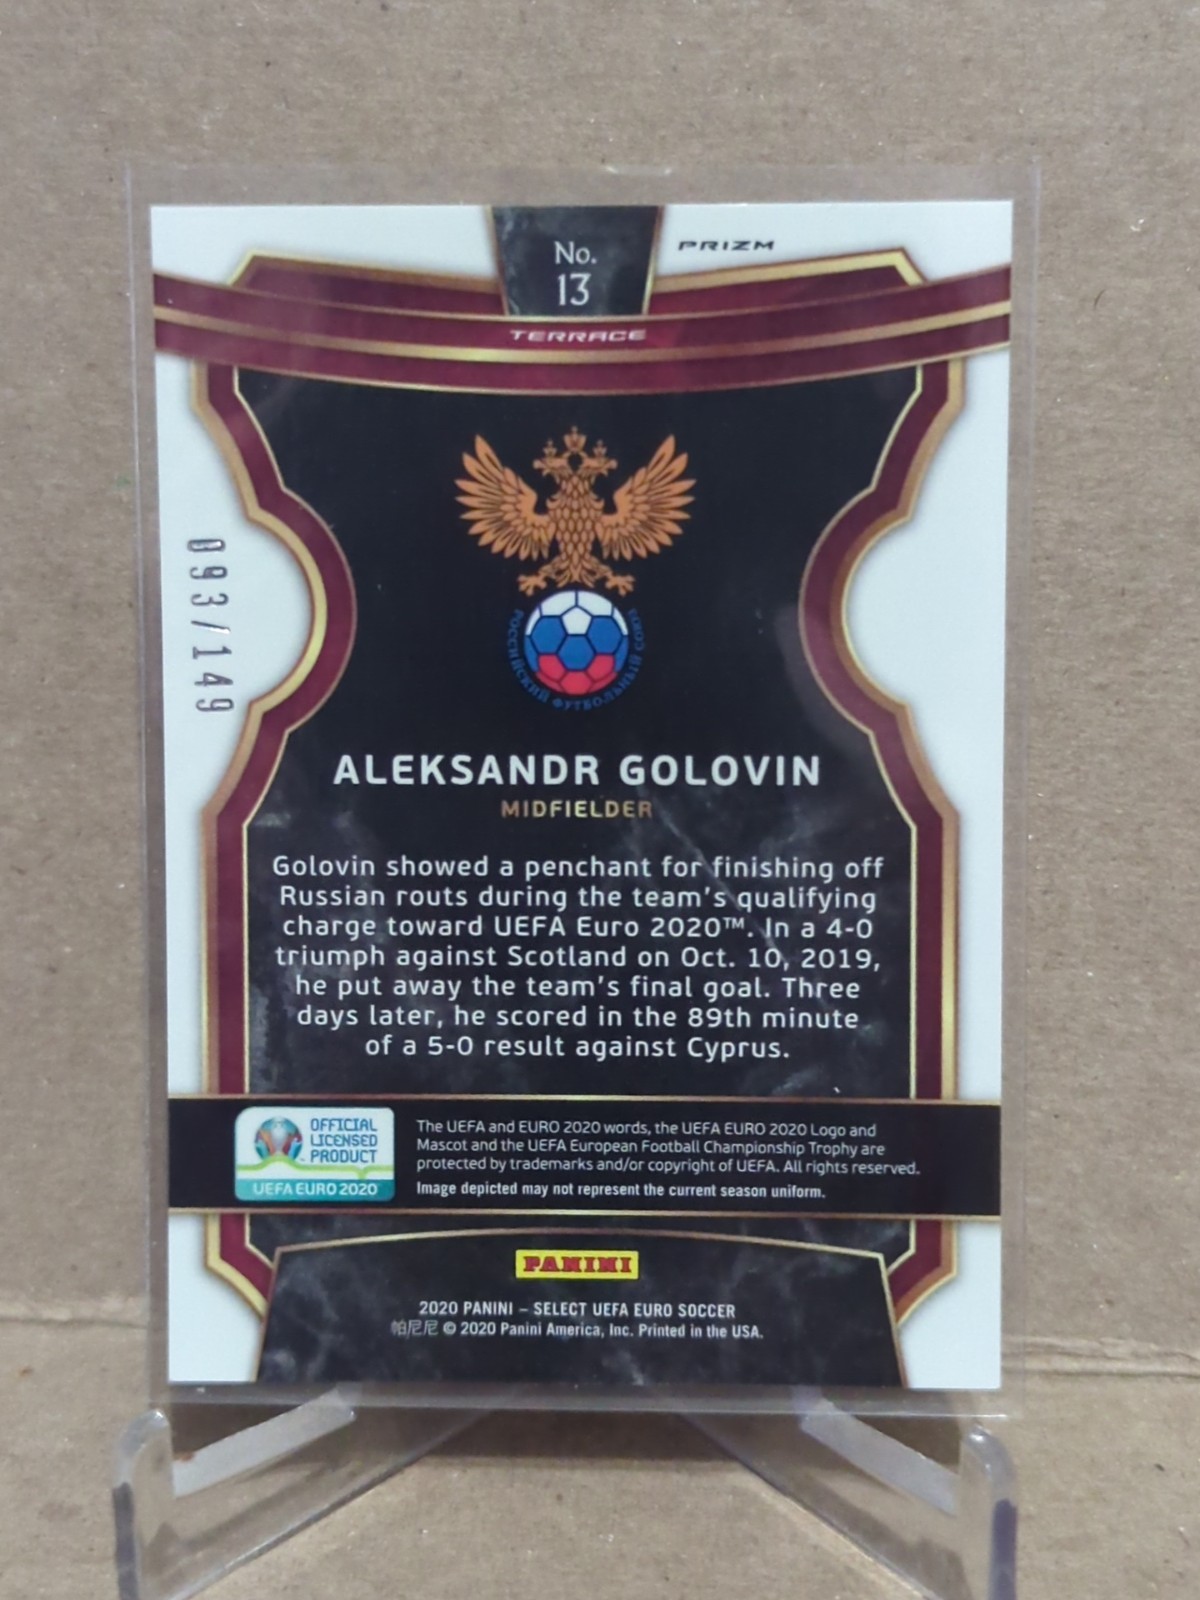 No.
13
PRIZM
TERRACE
093/149
РОССИЙСКИЙ ФУТБОЛЬНЫЙ СОЮЗ
ALEKSANDR GOLOVIN
MIDFIELDER
Golovin showed a penchant for finishing off
Russian routs during the team's qualifying
charge toward UEFA Euro 2020™. In a 4-0
triumph against Scotland on Oct. 10, 2019,
he put away the team's final goal. Three
days later, he scored in the 89th minute
of a 5-0 result against Cyprus.
OFFICIAL
LICENSED
PRODUCT
UEFA EURO 2020
The UEFA and EURO 2020 words, the UEFA EURO 2020 Logo and
Mascot and the UEFA European Football Championship Trophy are
protected by trademarks and/or copyright of UEFA. All rights reserved.
Image depicted may not represent the current season uniform.
PANINI
2020 PANINI – SELECT UEFA EURO SOCCER
帕尼尼 © 2020 Panini America, Inc. Printed in the USA.